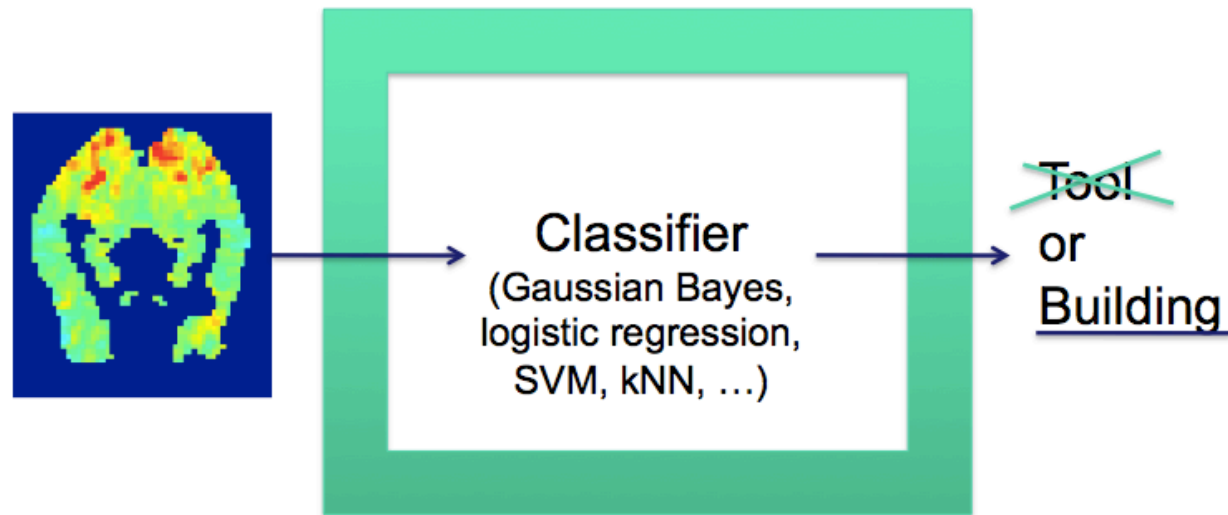 Classifier
(Gaussian Bayes,
logistic regression,
SVM, kNN, …)
Tool
or
Building